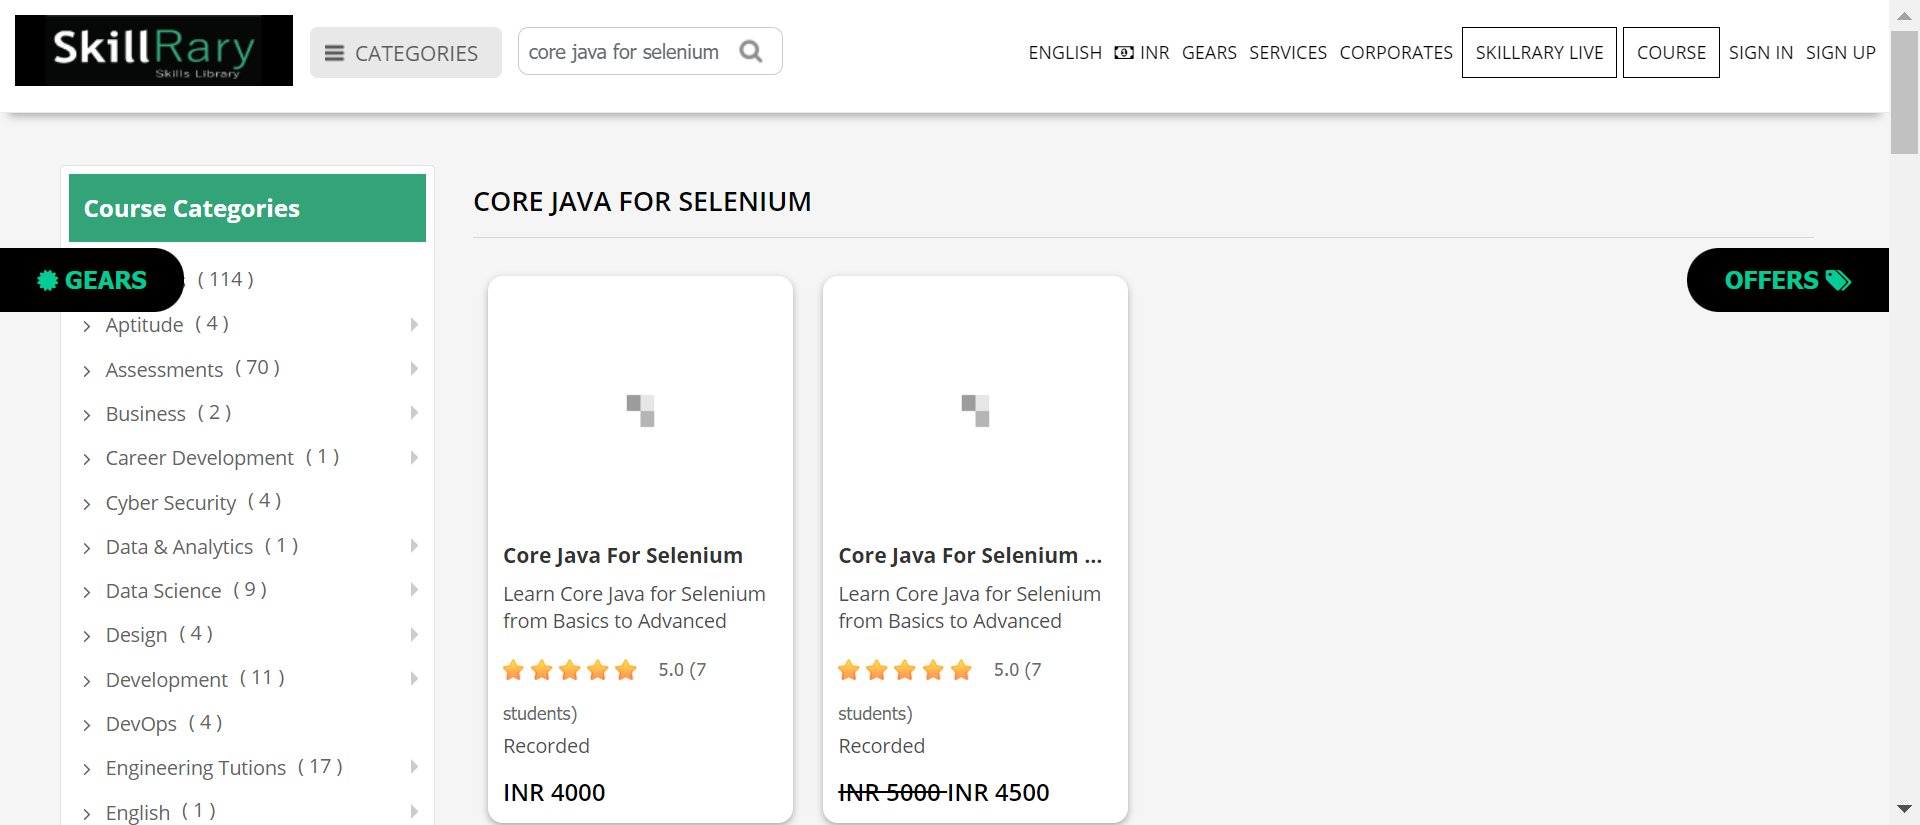 SkillRary
Skills Library
CATEGORIES
core java for selenium
ENGLISH INR GEARS SERVICES CORPORATES SKILLRARY LIVE COURSE SIGN IN SIGN UP
Course Categories
CORE JAVA FOR SELENIUM
GEARS
( 114 )
OFFERS
Aptitude ( 4 )
Assessments ( 70 )
Business ( 2 )
Career Development ( 1 )
Cyber Security ( 4 )
Data & Analytics ( 1 )
Data Science ( 9 )
Design ( 4 )
Development ( 11 )
DevOps ( 4 )
Engineering Tutions ( 17 )
English ( 1 )
Core Java For Selenium
Learn Core Java for Selenium
from Basics to Advanced
5.0 (7
students)
Recorded
INR 4000
Core Java For Selenium ...
Learn Core Java for Selenium
from Basics to Advanced
5.0 (7
students)
Recorded
INR 5000 INR 4500